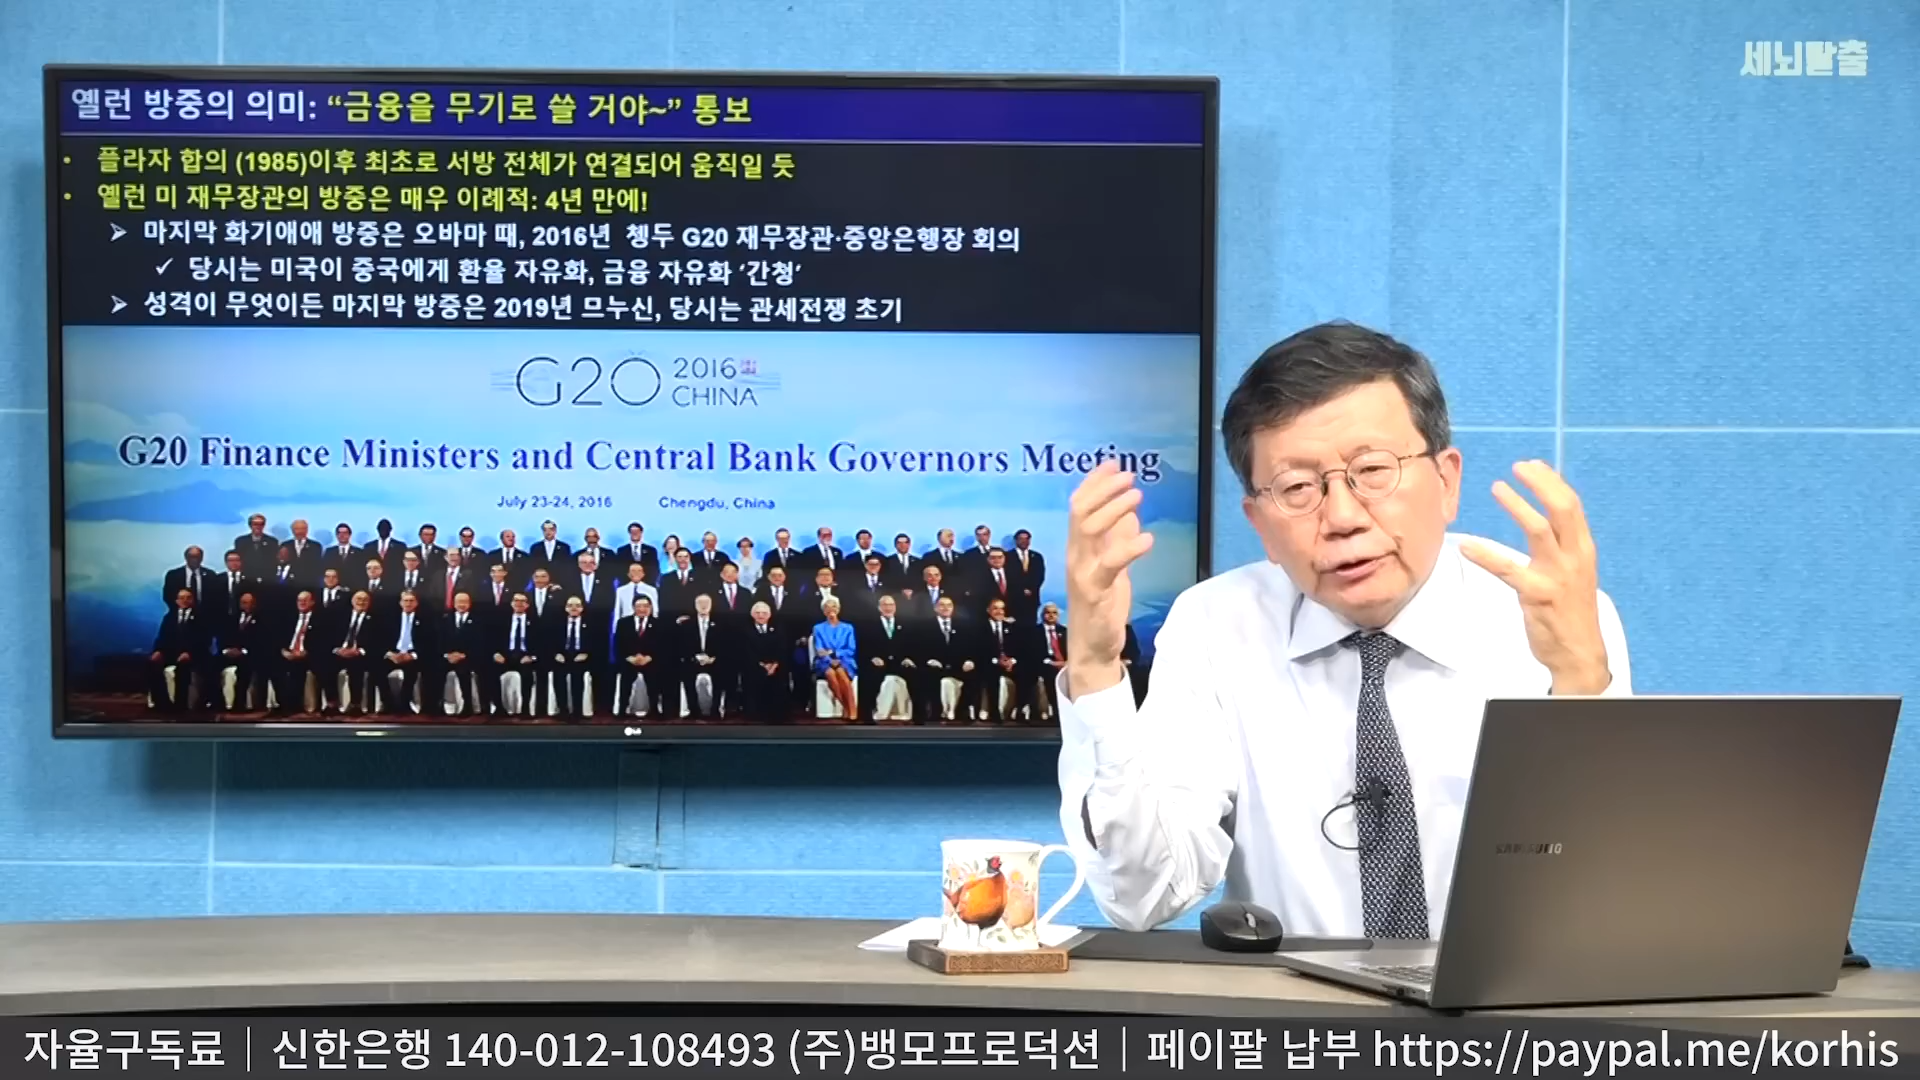 세뇌탈출
옐런 방중의 의미: “금융을 무기로 쓸 거야~” 통보
• 플라자 합의 (1985)이후 최초로 서방 전체가 연결되어 움직일 듯
• 옐런 미 재무장관의 방중은 매우 이례적: 4년 만에!
➢ 마지막 화기애애 방중은 오바마 때, 2016년 쳉두 G20 재무장관·중앙은행장 회의
✓ 당시는 미국이 중국에게 환율 자유화, 금융 자유화 ‘간청’
➢ 성격이 무엇이든 마지막 방중은 2019년 므누신, 당시는 관세전쟁 초기
G20 2016
CHINA
G20 Finance Ministers and Central Bank Governors Meeting
July 23-24, 2016 Chengdu, China
LG
SAMSUNG
자율구독료｜신한은행 140-012-108493 (주)뱅모프로덕션｜페이팔 납부 https://paypal.me/korhis